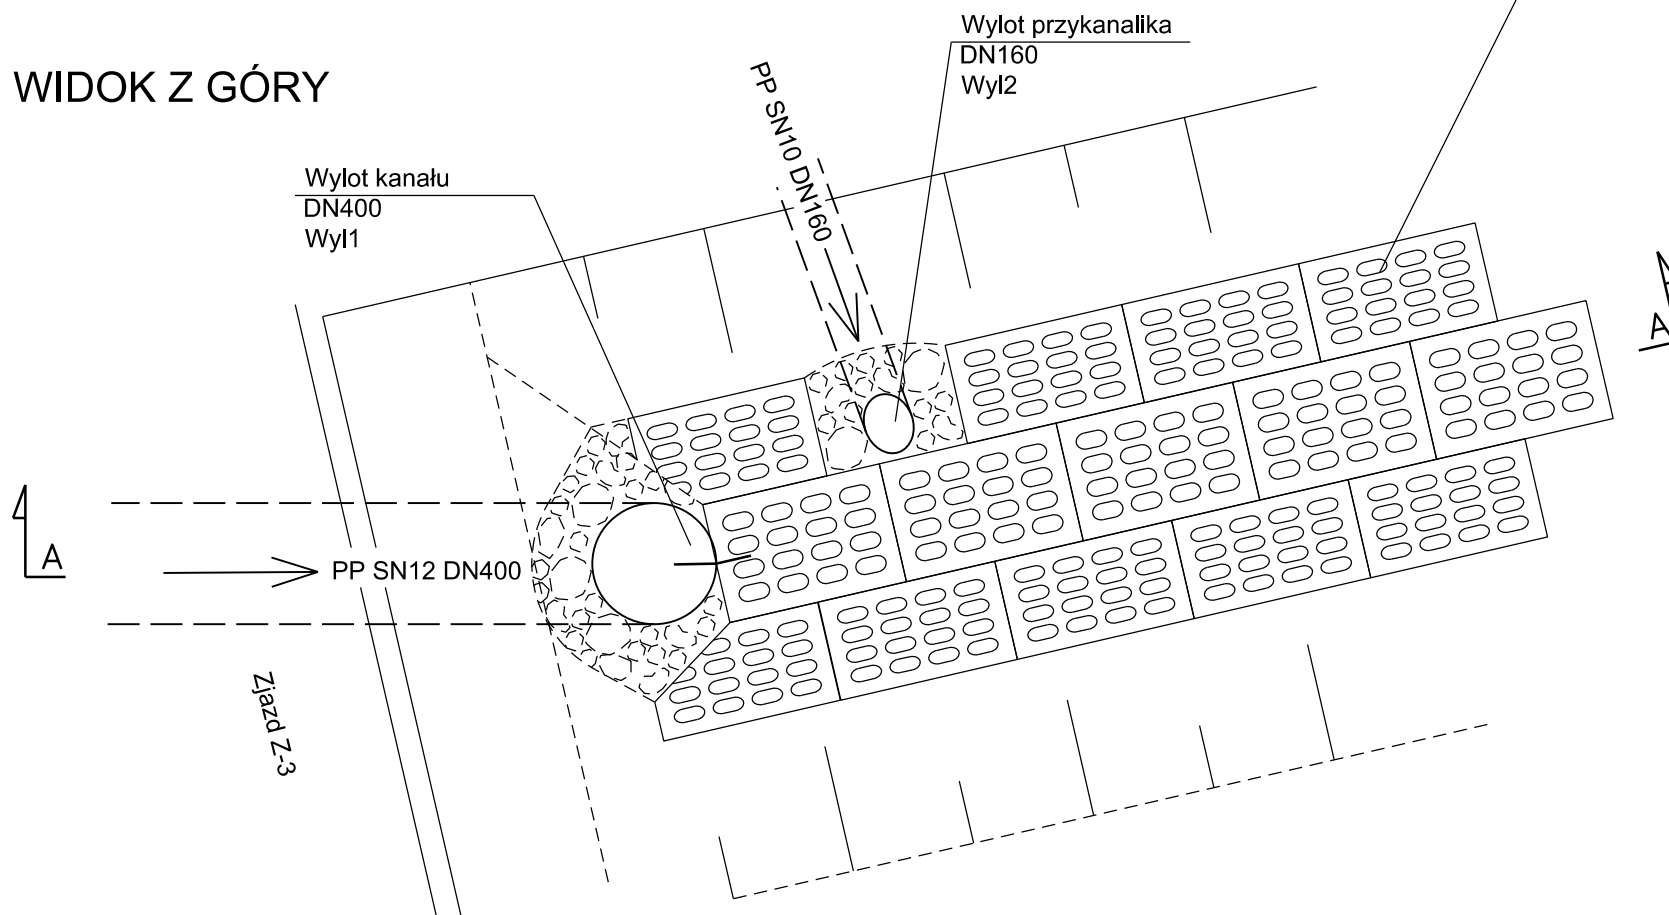 WIDOK Z GÓRY
Wylot przykanalika
DN160
Wyl2
PP SN10 DN160
Wylot kanału
DN400
Wyl1
A
A
PP SN12 DN400
Zjazd Z-3